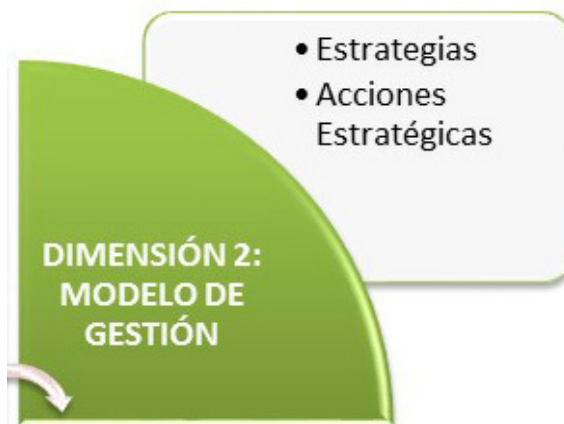 • Estrategias
• Acciones
Estratégicas
DIMENSIÓN 2:
MODELO DE
GESTIÓN